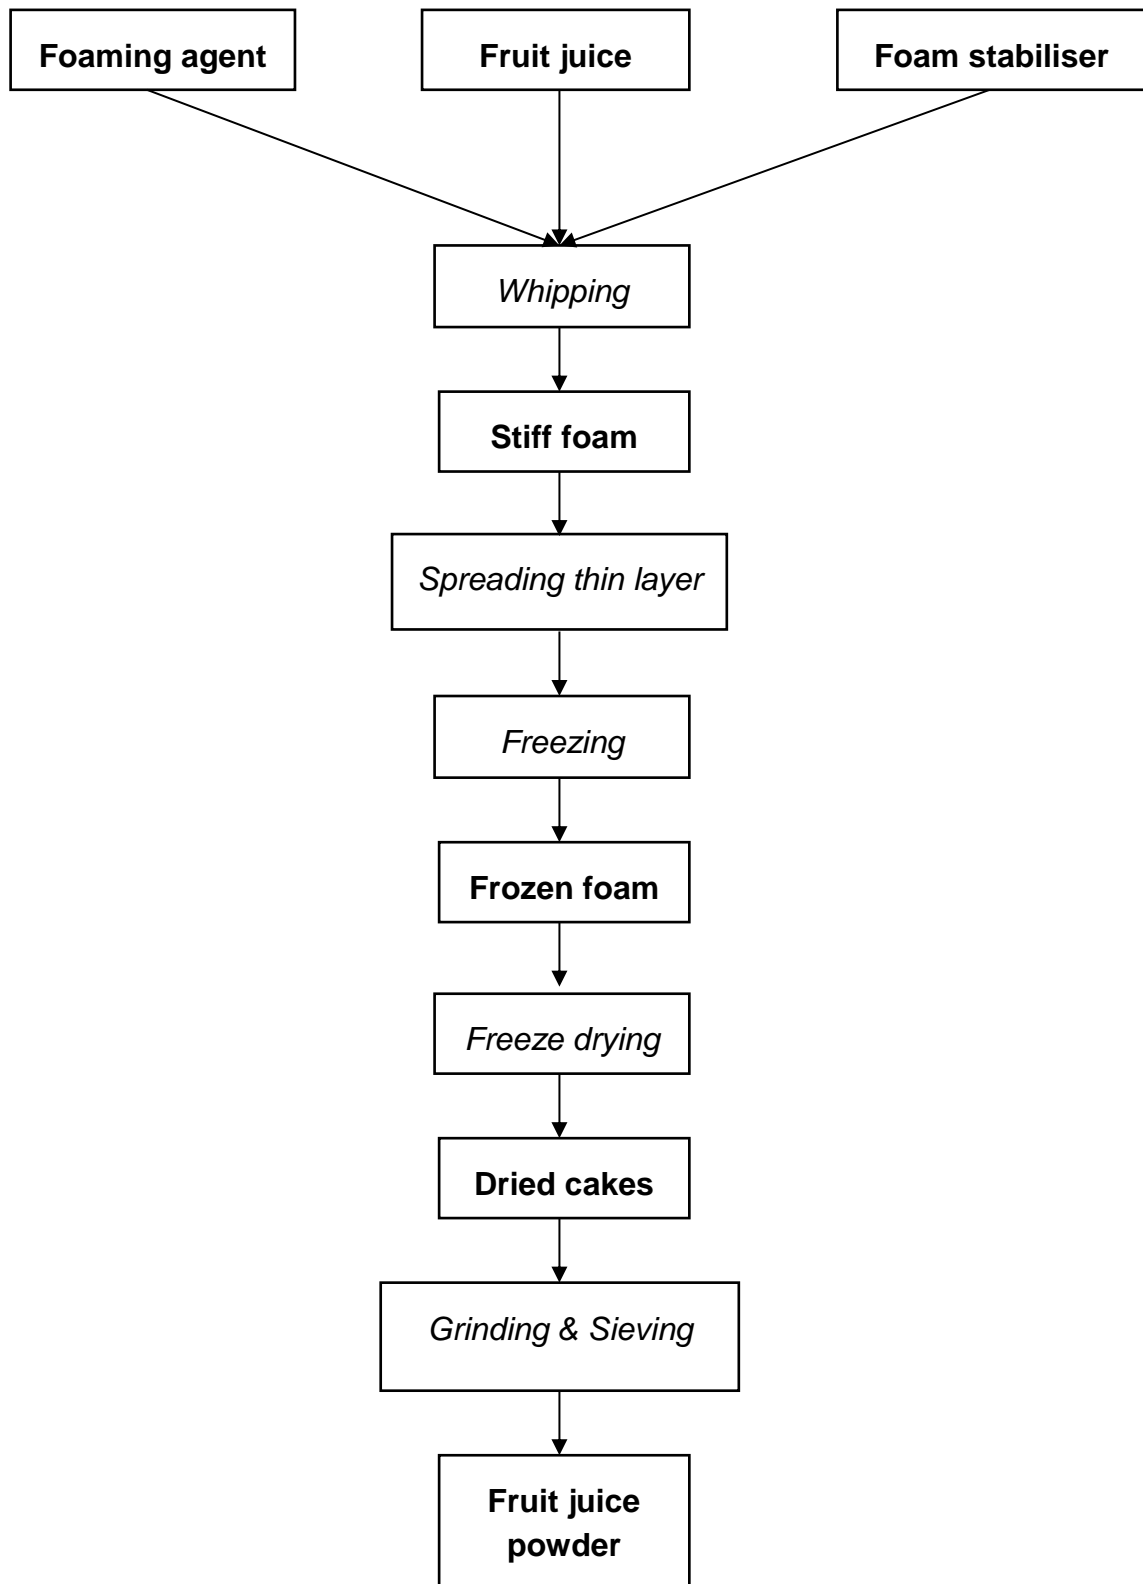 Foaming agent
Fruit juice
Foam stabiliser
Whipping
Stiff foam
Spreading thin layer
Freezing
Frozen foam
Freeze drying
Dried cakes
Grinding & Sieving
Fruit juice
powder